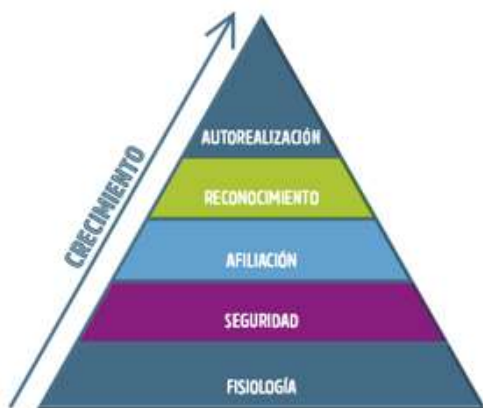 CRECIMIENTO
AUTOREALIZACIÓN
RECONOCIMIENTO
AFILIACIÓN
SEGURIDAD
FISIOLOGÍA